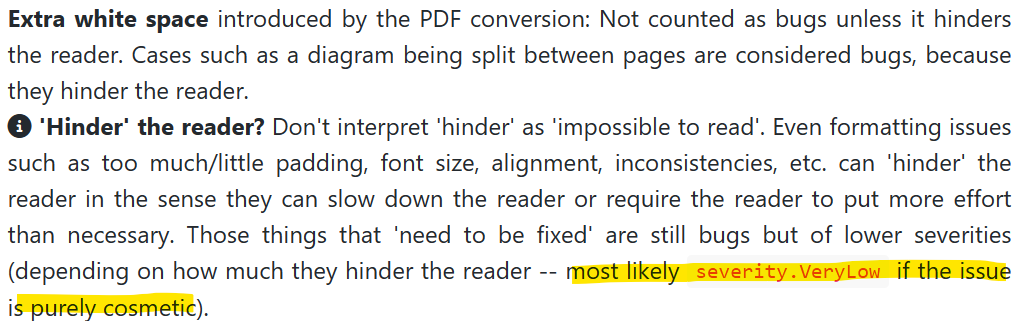 Extra white space introduced by the PDF conversion: Not counted as bugs unless it hinders
the reader. Cases such as a diagram being split between pages are considered bugs, because
they hinder the reader.
'Hinder' the reader? Don't interpret 'hinder' as 'impossible to read'. Even formatting issues
such as too much/little padding, font size, alignment, inconsistencies, etc. can 'hinder' the
reader in the sense they can slow down the reader or require the reader to put more effort
than necessary. Those things that 'need to be fixed' are still bugs but of lower severities
(depending on how much they hinder the reader -- most likely severity.VeryLow if the issue
is purely cosmetic).